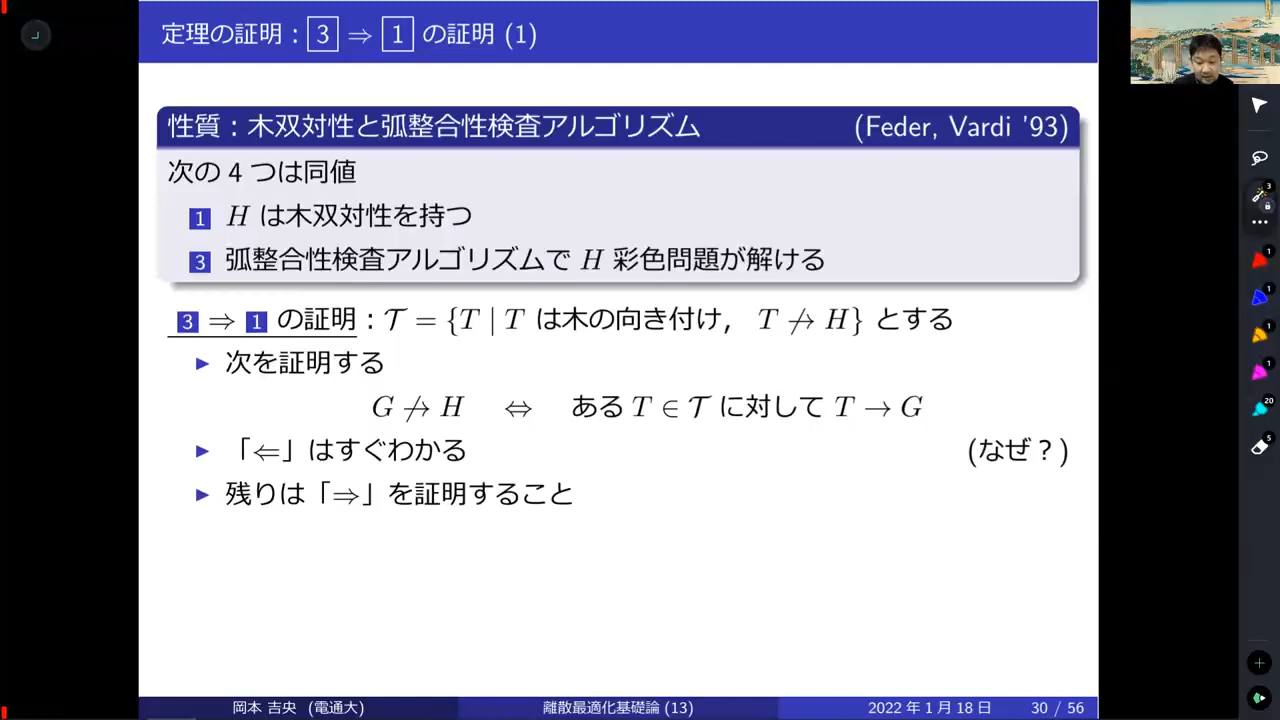 定理の証明 : 3 ⇒ 1 の証明 (1)
性質 : 木双対性と弧整合性検査アルゴリズム (Feder, Vardi '93)
次の 4 つは同値
1 H は木双対性を持つ
3 弧整合性検査アルゴリズムで H 彩色問題が解ける
3 ⇒ 1 の証明 : 𝒯 = {T | T は木の向き付け, T ↛ H} とする
▶ 次を証明する
G ↛ H ⇔ ある T ∈ 𝒯 に対して T → G
▶ 「⇐」はすぐわかる (なぜ?)
▶ 残りは「⇒」を証明すること
岡本 吉央 (電通大) 離散最適化基礎論 (13) 2022 年 1 月 18 日 30 / 56
3
1
1
1
1
20
5